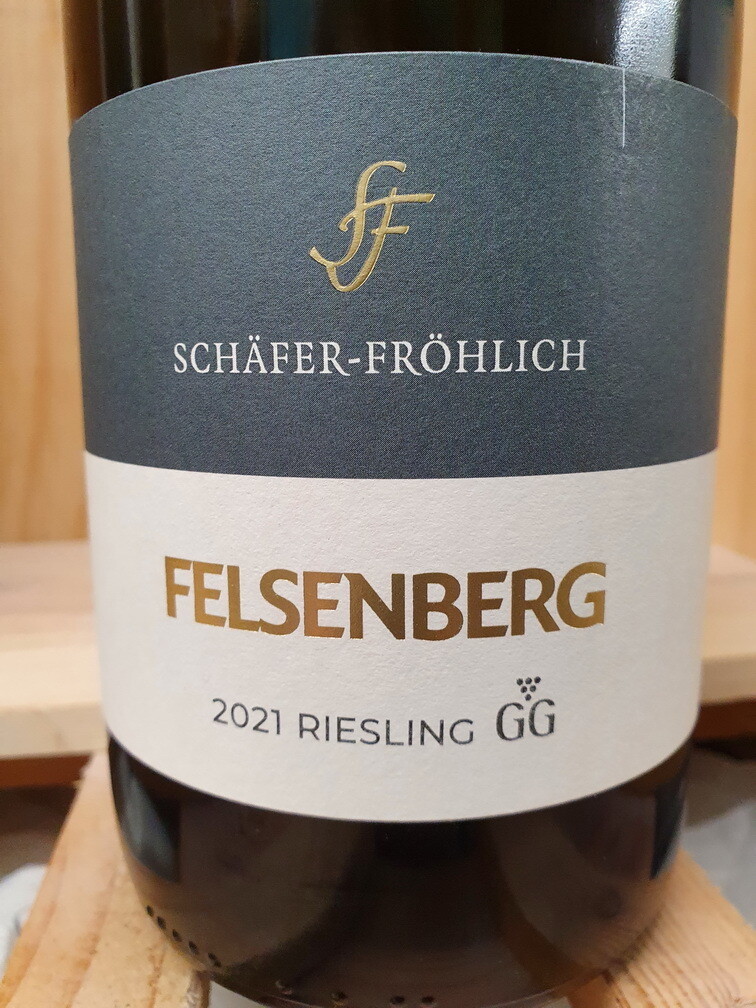 SF
SCHÄFER-FRÖHLICH
FELSENBERG
2021 RIESLING GG